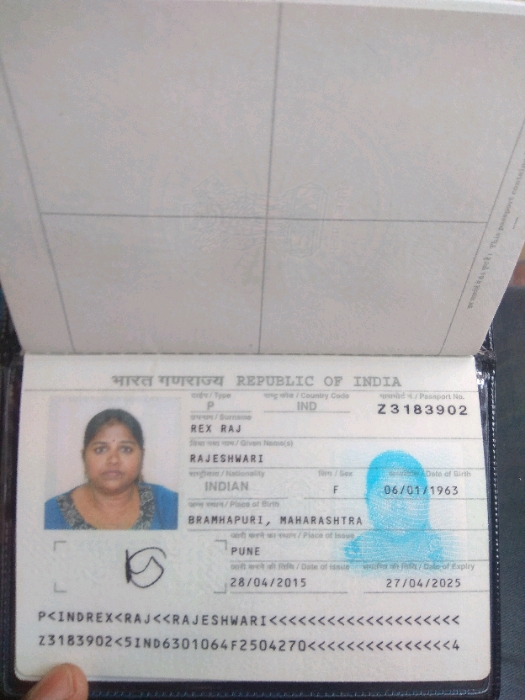 भारत गणराज्य REPUBLIC OF INDIA
टाईप / Type
राष्ट्र कोड / Country Code
पासपोर्ट नं. / Passport No.
P
IND
Z3183902
उपनाम / Surname
REX RAJ
दिया गया नाम / Given Name(s)
RAJESHWARI
राष्ट्रीयता / Nationality
लिंग / Sex
Date of Birth
INDIAN
F
06/01/1963
जन्म स्थान / Place of Birth
BRAMHAPURI, MAHARASHTRA
जारी करने का स्थान / Place of Issue
PUNE
जारी करने की तिथि / Date of Issue
समाप्ति की तिथि / Date of Expiry
28/04/2015
27/04/2025
P<INDREX<RAJ<<RAJESHWARI<<<<<<<<<<<<<<<<<<<<
Z3183902<5IND6301064F2504270<<<<<<<<<<<<<<<4